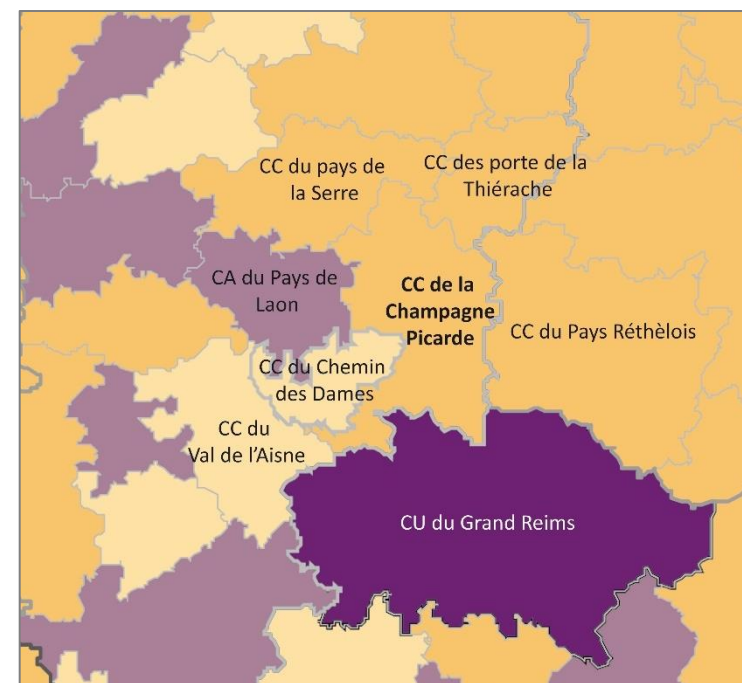 CC du pays de
la Serre
CC des porte de la
Thiérache
CA du Pays de
Laon
CC de la
Champagne
Picarde
CC du Pays Réthèlois
CC du Chemin
des Dames
CC du
Val de l'Aisne
CU du Grand Reims